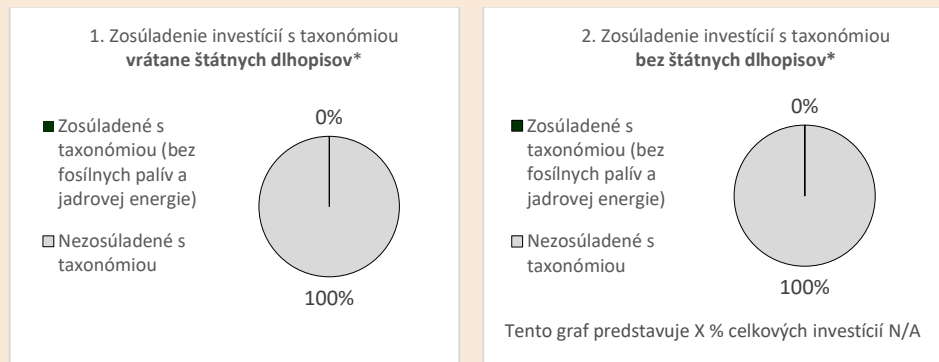 1. Zosúladenie investícií s taxonómiou
vrátane štátnych dlhopisov*
0%
Zosúladené s
taxonómiou (bez
fosílnych palív a
jadrovej energie)
Nezosúladené s
taxonómiou
100%
2. Zosúladenie investícií s taxonómiou
bez štátnych dlhopisov*
0%
Zosúladené s
taxonómiou (bez
fosílnych palív a
jadrovej energie)
Nezosúladené s
taxonómiou
100%
Tento graf predstavuje X % celkových investícií N/A